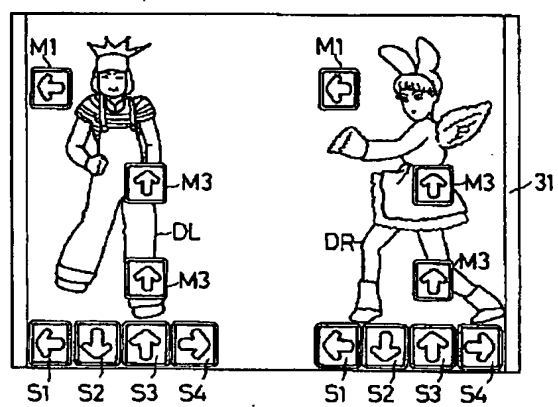 M1 M1
M3 M3 31
DL DR
M3 M3
S1 S2 S3 S4 S1 S2 S3 S4